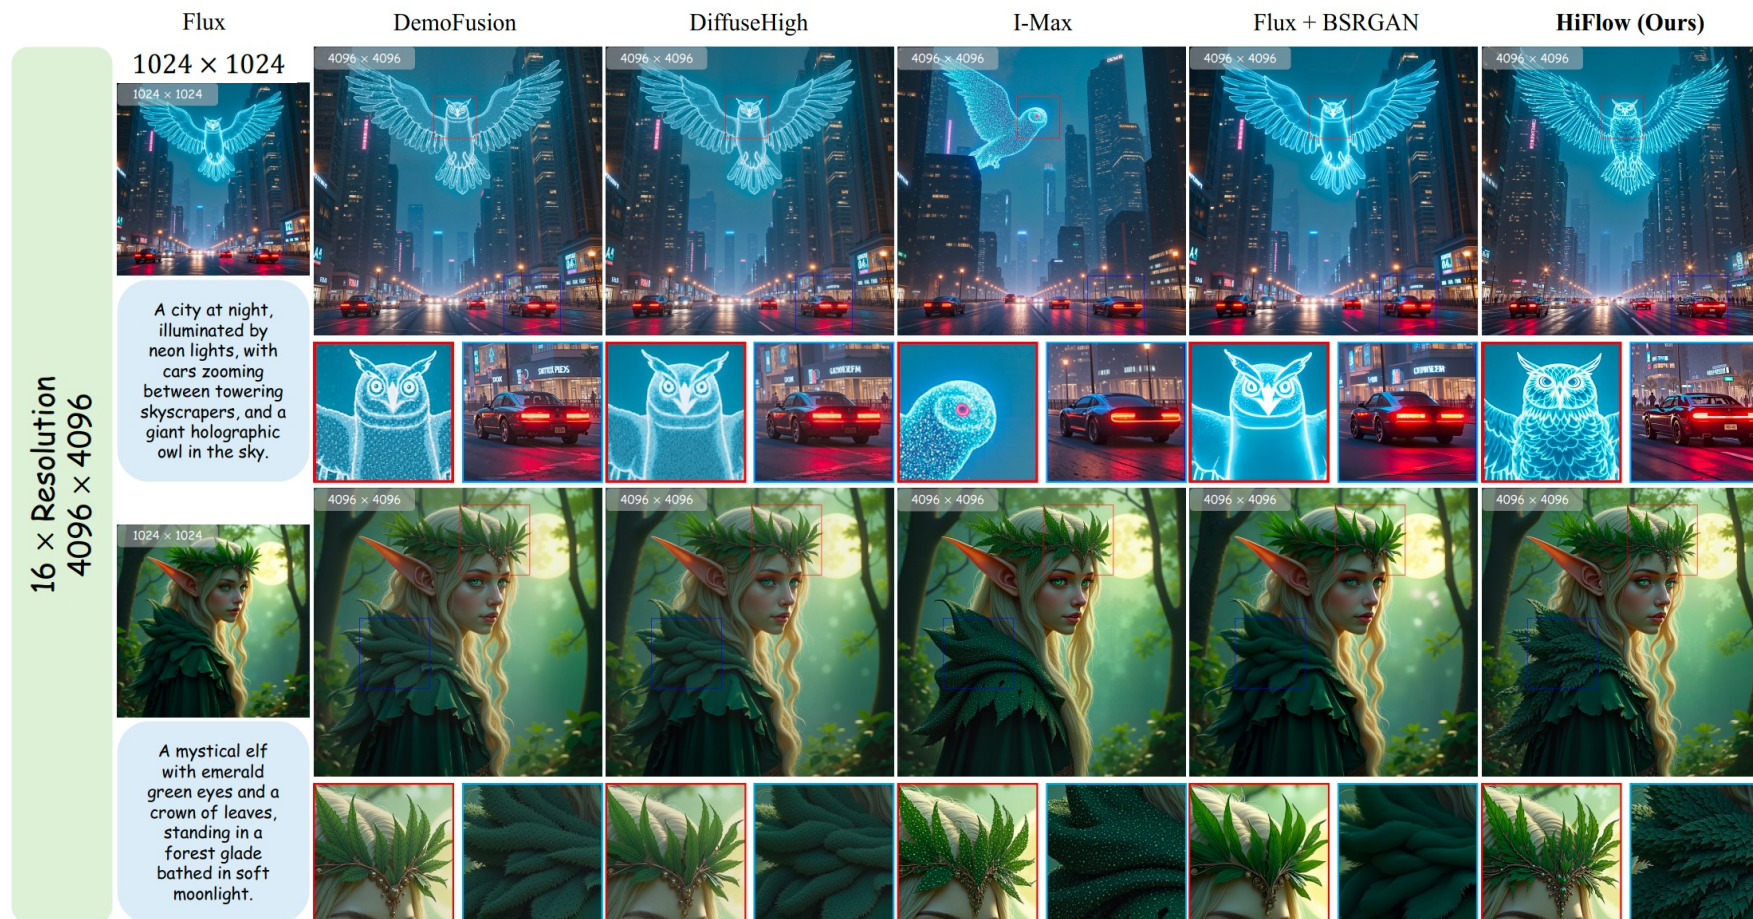 Flux
DemoFusion
DiffuseHigh
I-Max
Flux + BSRGAN
HiFlow (Ours)
16 × Resolution
4096 × 4096
1024 × 1024
1024 × 1024
4096 × 4096
4096 × 4096
4096 × 4096
4096 × 4096
4096 × 4096
A city at night,
illuminated by
neon lights, with
cars zooming
between towering
skyscrapers, and a
giant holographic
owl in the sky.
1024 × 1024
4096 × 4096
4096 × 4096
4096 × 4096
4096 × 4096
4096 × 4096
A mystical elf
with emerald
green eyes and a
crown of leaves,
standing in a
forest glade
bathed in soft
moonlight.